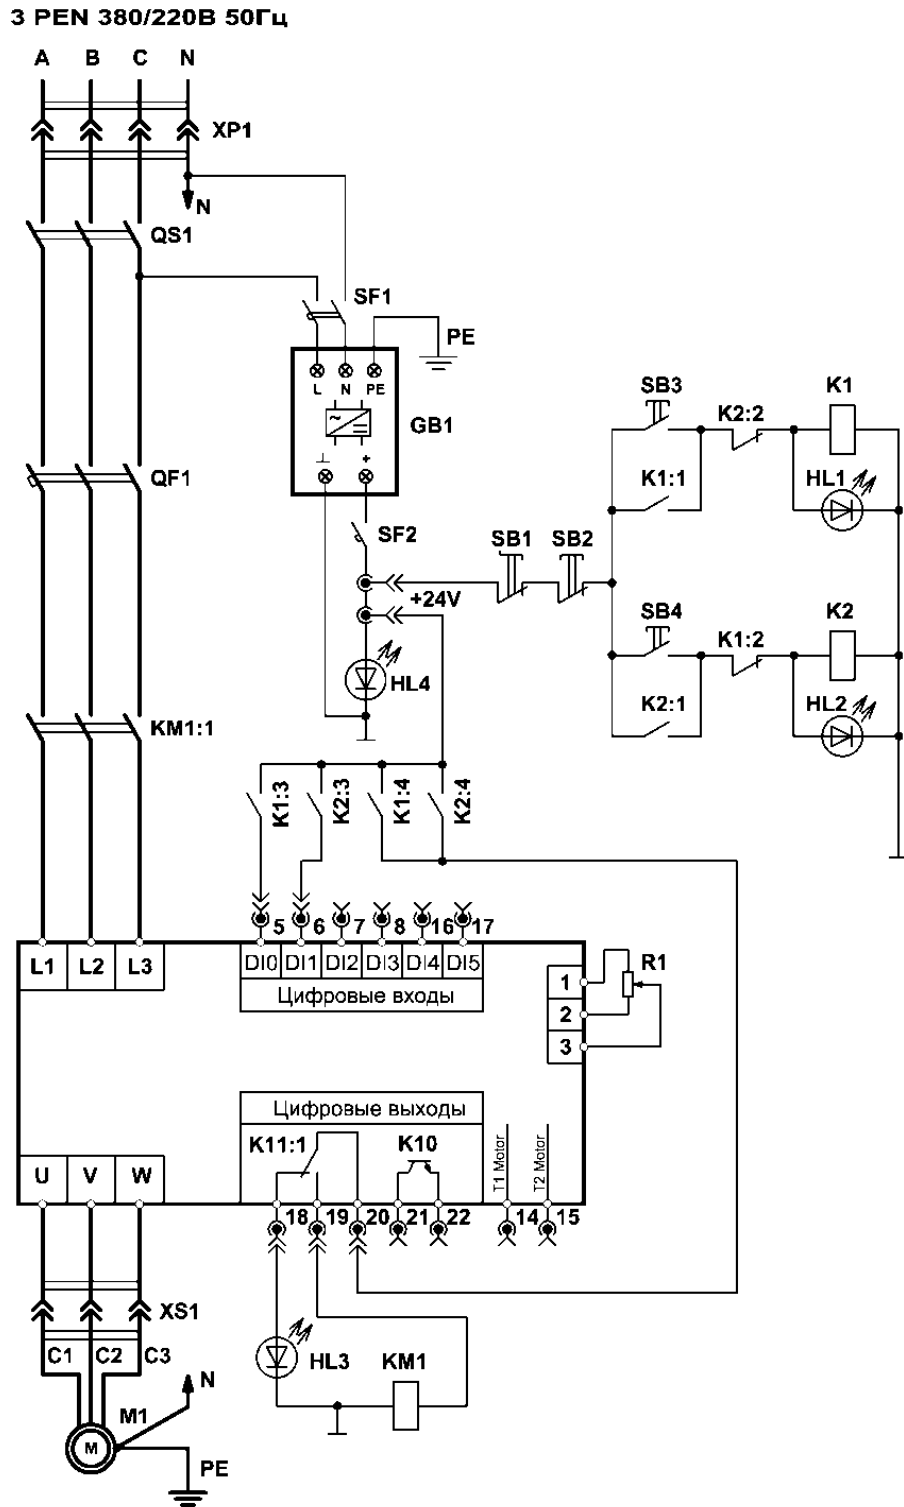 3 PEN 380/220В 50Гц
A B C N
XP1
N
QS1
SF1
PE
L N PE
GB1
~
=
⊥ +
QF1
SF2
+24V
HL4
SB1 SB2
SB3
K2:2
K1
K1:1
HL1
SB4
K1:2
K2
K2:1
HL2
KM1:1
K1:3
K2:3
K1:4
K2:4
5 6 7 8 16 17
L1 L2 L3
DI0 DI1 DI2 DI3 DI4 DI5
Цифровые входы
1
2
3
R1
Цифровые выходы
K11:1
K10
T1 Motor
T2 Motor
U V W
18 19 20 21 22 14 15
XS1
C1 C2 C3
HL3
KM1
N
M1
M
PE